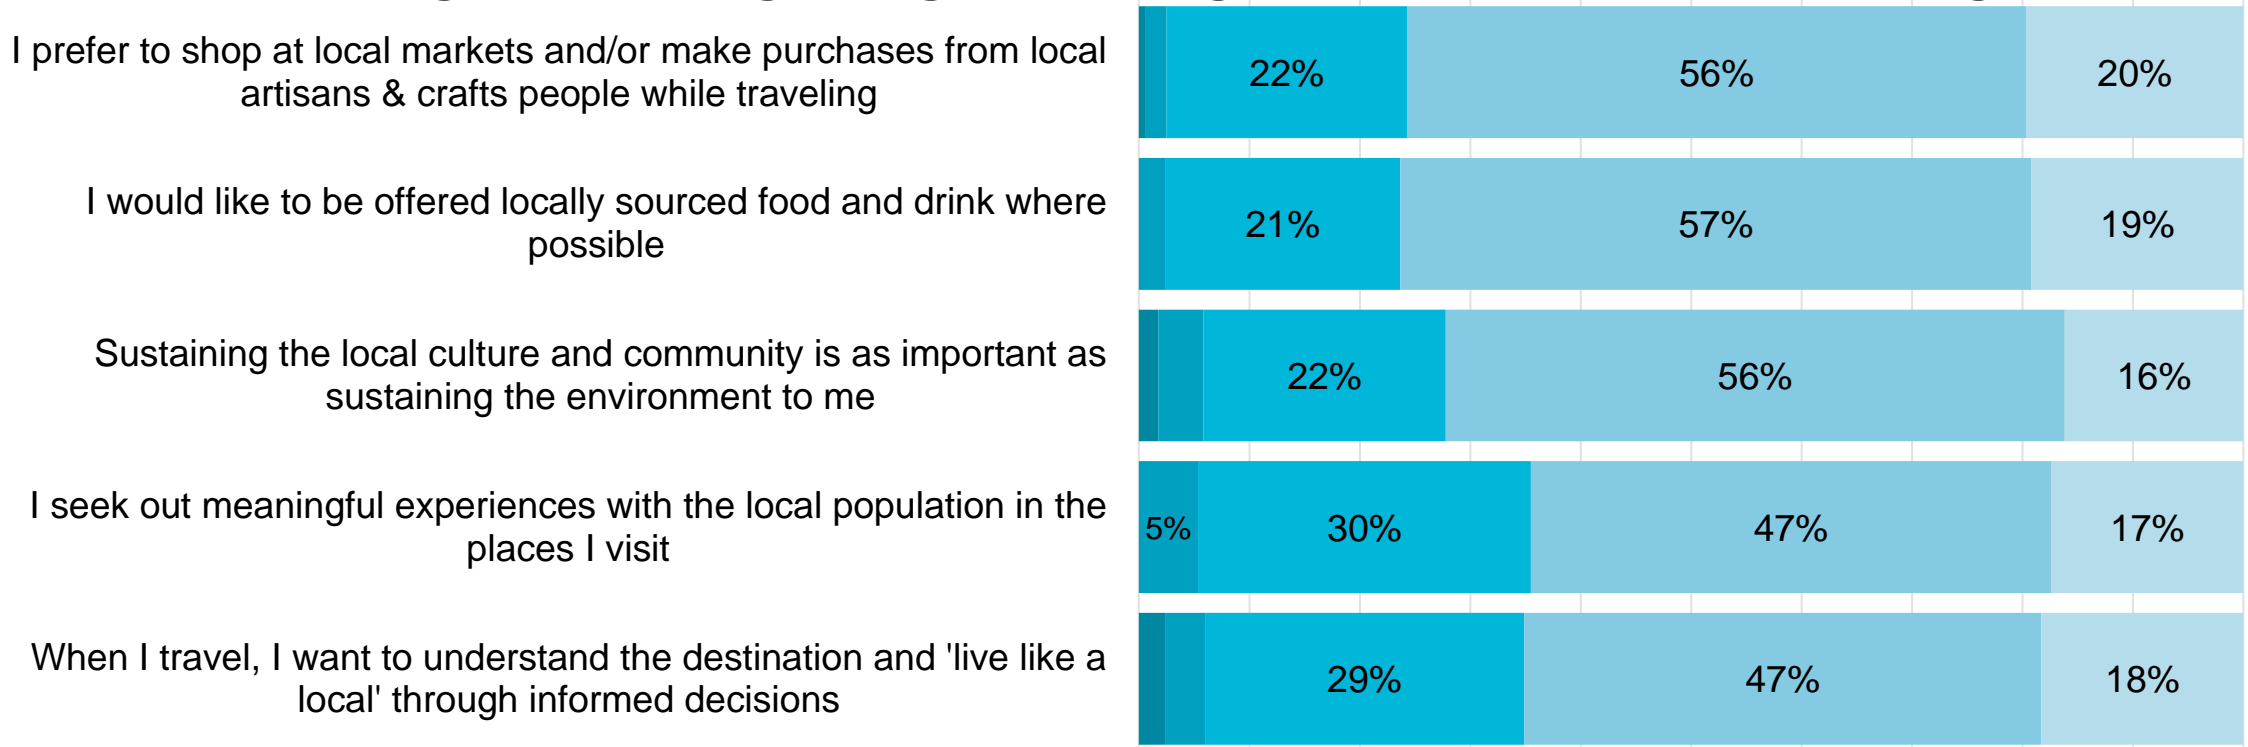 I prefer to shop at local markets and/or make purchases from local
artisans & crafts people while traveling
22% 56% 20%
I would like to be offered locally sourced food and drink where
possible
21% 57% 19%
Sustaining the local culture and community is as important as
sustaining the environment to me
22% 56% 16%
I seek out meaningful experiences with the local population in the
places I visit
5% 30% 47% 17%
When I travel, I want to understand the destination and 'live like a
local' through informed decisions
29% 47% 18%